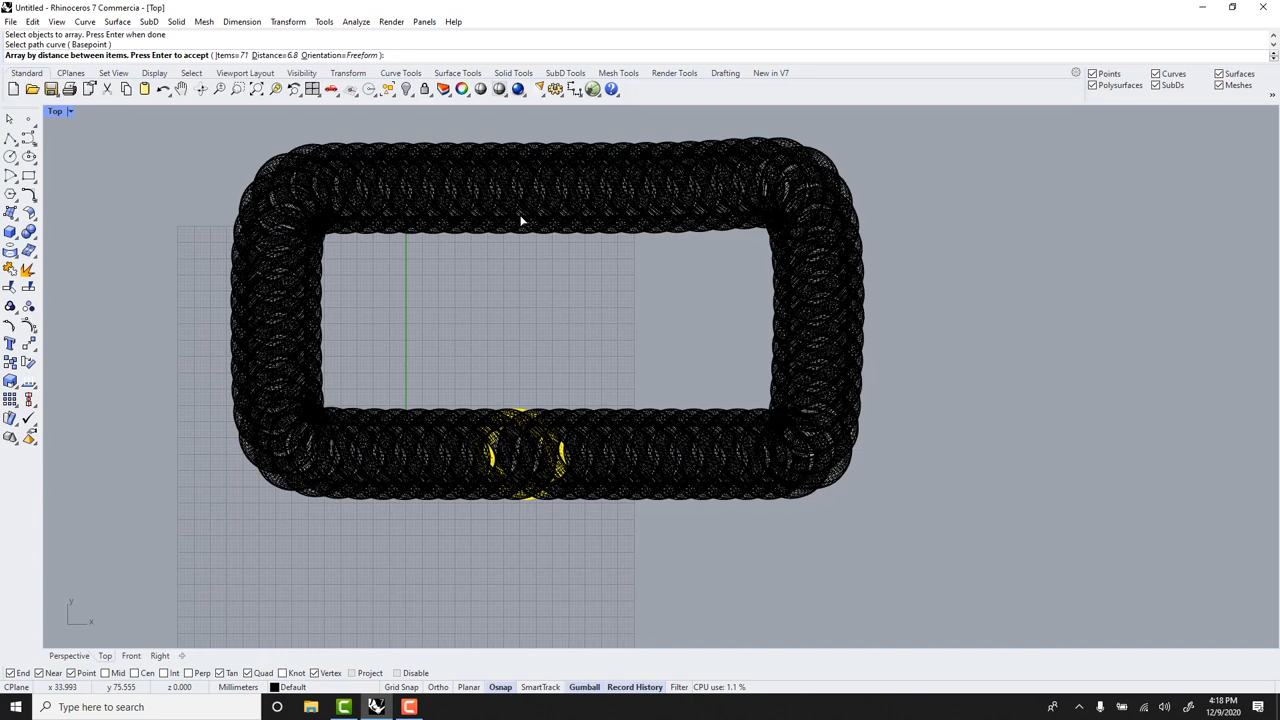 Untitled - Rhinoceros 7 Commercia - [Top]
File Edit View Curve Surface SubD Solid Mesh Dimension Transform Tools Analyze Render Panels Help
Select objects to array. Press Enter when done
Select path curve ( Basepoint )
Array by distance between items. Press Enter to accept ( Items=71 Distance=6.8 Orientation=Freeform ):
Standard CPlanes Set View Display Select Viewport Layout Visibility Transform Curve Tools Surface Tools Solid Tools SubD Tools Mesh Tools Render Tools Drafting New in V7
Points Curves Surfaces
Polysurfaces SubDs Meshes
Top
y
x
Perspective Top Front Right
End Near Point Mid Cen Int Perp Tan Quad Knot Vertex Project Disable
CPlane x 33.993 y 75.555 z 0.000 Millimeters Default Grid Snap Ortho Planar Osnap SmartTrack Gumball Record History Filter CPU use: 1.1 %
Type here to search
4:18 PM
12/9/2020